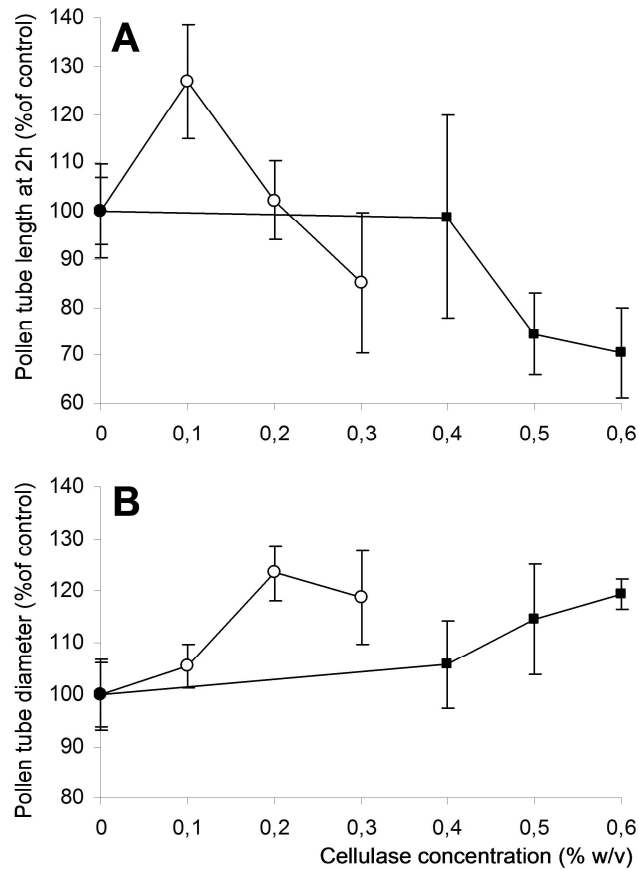 A
Pollen tube length at 2h (%of control)
140
130
120
110
100
90
80
70
60
0 0,1 0,2 0,3 0,4 0,5 0,6
B
Pollen tube diameter (%of control)
140
130
120
110
100
90
80
0 0,1 0,2 0,3 0,4 0,5 0,6
Cellulase concentration (% w/v)